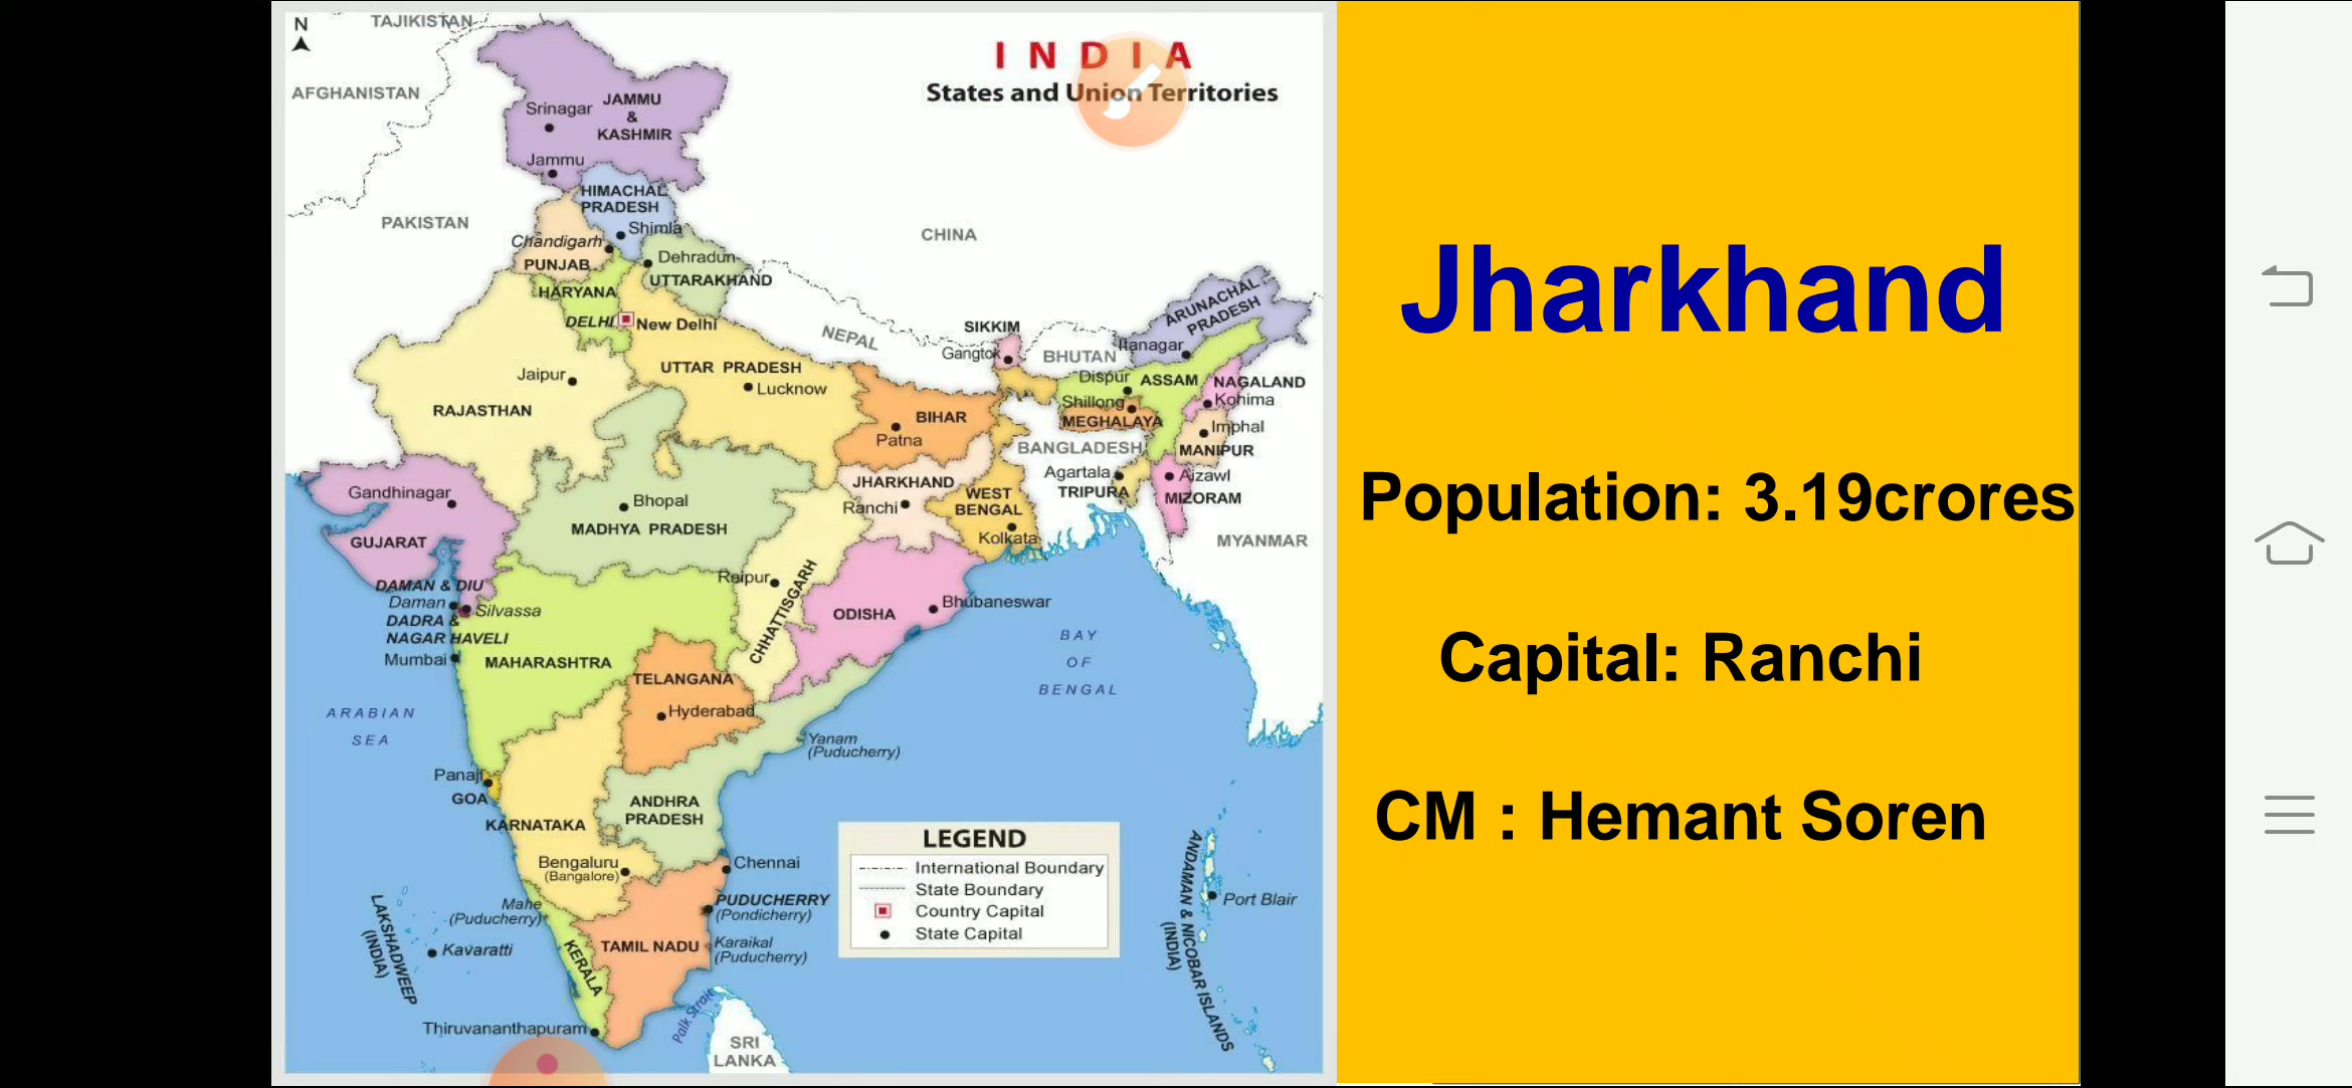 N
TAJIKISTAN
INDIA
States and Union Territories
AFGHANISTAN
JAMMU
&
KASHMIR
Srinagar
Jammu
HIMACHAL
PRADESH
Shimla
PAKISTAN
CHINA
Chandigarh
PUNJAB
Dehradun
UTTARAKHAND
HARYANA
DELHI
New Delhi
NEPAL
SIKKIM
Gangtok
BHUTAN
ARUNACHAL
PRADESH
Itanagar
Jaipur
RAJASTHAN
UTTAR PRADESH
Lucknow
BIHAR
Patna
Dispur
ASSAM
NAGALAND
Kohima
Shillong
MEGHALAYA
Imphal
MANIPUR
BANGLADESH
Agartala
TRIPURA
Aizawl
MIZORAM
MYANMAR
Gandhinagar
GUJARAT
Bhopal
MADHYA PRADESH
JHARKHAND
Ranchi
WEST
BENGAL
Kolkata
DAMAN & DIU
Daman
Silvassa
DADRA &
NAGAR HAVELI
Mumbai
MAHARASHTRA
Raipur
CHHATTISGARH
ODISHA
Bhubaneswar
BAY
OF
BENGAL
TELANGANA
Hyderabad
ARABIAN
SEA
Yanam
(Puducherry)
Panaji
GOA
KARNATAKA
ANDHRA
PRADESH
Bengaluru
(Bangalore)
Chennai
PUDUCHERRY
(Pondicherry)
Mahe
(Puducherry)
LAKSHADWEEP
(INDIA)
Kavaratti
KERALA
TAMIL NADU
Karaikal
(Puducherry)
Thiruvananthapuram
Palk Strait
SRI
LANKA
LEGEND
International Boundary
State Boundary
Country Capital
State Capital
ANDAMAN & NICOBAR ISLANDS
(INDIA)
Port Blair
Jharkhand
Population: 3.19crores
Capital: Ranchi
CM : Hemant Soren